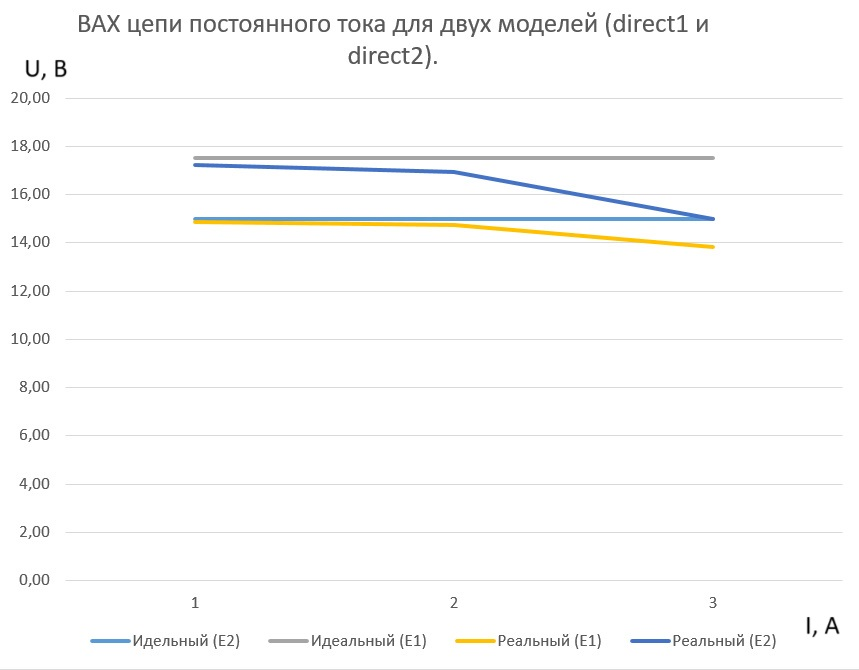 ВАХ цепи постоянного тока для двух моделей (direct1 и
direct2).
U, В
20,00
18,00
16,00
14,00
12,00
10,00
8,00
6,00
4,00
2,00
0,00
1 2 3
I, А
Идельный (E2) Идеальный (E1) Реальный (E1) Реальный (E2)